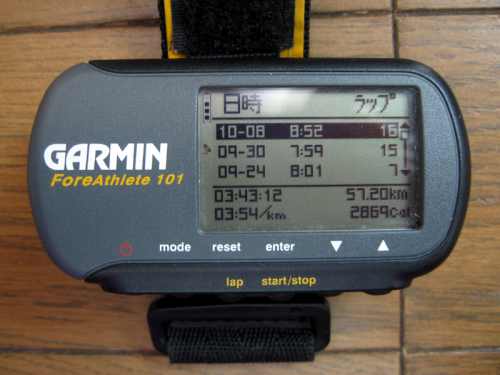 日時 ラップ
10-08 8:52 16
09-30 7:59 15
09-24 8:01 7
03:43:12 57.20km
03:54/km 2869Cal
GARMIN
ForeAthlete 101
mode reset enter
lap start/stop